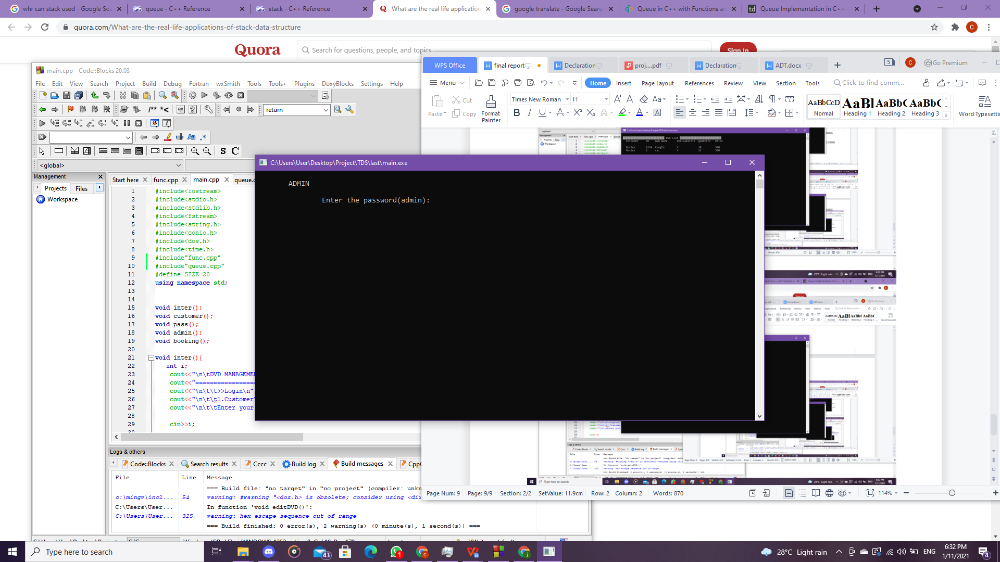 whr can stack used - Google Sea
queue - C++ Reference
stack - C++ Reference
What are the real life application
google translate - Google Search
Queue in C++ with Functions an
Queue Implementation in C++ -
quora.com/What-are-the-real-life-applications-of-stack-data-structure
Quora
Search for questions, people, and topics
Sign In
main.cpp - Code::Blocks 20.03
File Edit View Search Project Build Debug Fortran wxSmith Tools Tools+ Plugins DoxyBlocks Settings Help
return
<global>
Management
Projects Files
Workspace
Start here func.cpp main.cpp queue.c
1 #include<iostream>
2 #include<stdio.h>
3 #include<stdlib.h>
4 #include<fstream>
5 #include<string.h>
6 #include<conio.h>
7 #include<dos.h>
8 #include<time.h>
9 #include"func.cpp"
10 #include"queue.cpp"
11 #define SIZE 20
12 using namespace std;
13
14
15 void inter();
16 void customer();
17 void pass();
18 void admin();
19 void booking();
20
21 void inter(){
22 int i;
23 cout<<"\n\tDVD MANAGEME
24 cout<<"=================
25 cout<<"\n\t\t>>Login\n"
26 cout<<"\n\t\t1.Customer\
27 cout<<"\n\t\tEnter your
28
29 cin>>i;
30
C:\Users\User\Desktop\Project\TDS\last\main.exe
ADMIN
Enter the password(admin):
WPS Office final report Declaration proj....pdf Declaration ADT.docx
5 C Go Premium
Menu Home Insert Page Layout References Review View Section Tools Click to find comm...
Paste Cut Copy Format Painter
Times New Roman 11
AaBbCcD AaBl AaBbC AaBbC
Normal Heading 1 Heading 2 Heading 3
Word Typesetti
Page Num: 9 Page: 9/9 Section: 2/2 SetValue: 11.9cm Row: 2 Column: 2 Words: 870
114%
Logs & others
Code::Blocks Search results Cccc Build log Build messages CppC
File Line Message
=== Build file: "no target" in "no project" (compiler: unkn
c:\mingw\incl... 54 warning: #warning "<dos.h> is obsolete; consider using <dir
C:\Users\User... In function 'void editDVD()':
C:\Users\User... 325 warning: hex escape sequence out of range
=== Build finished: 0 error(s), 2 warning(s) (0 minute(s), 1 second(s)) ===
Type here to search
43
1
28°C Light rain
ENG
6:32 PM
1/11/2021
4